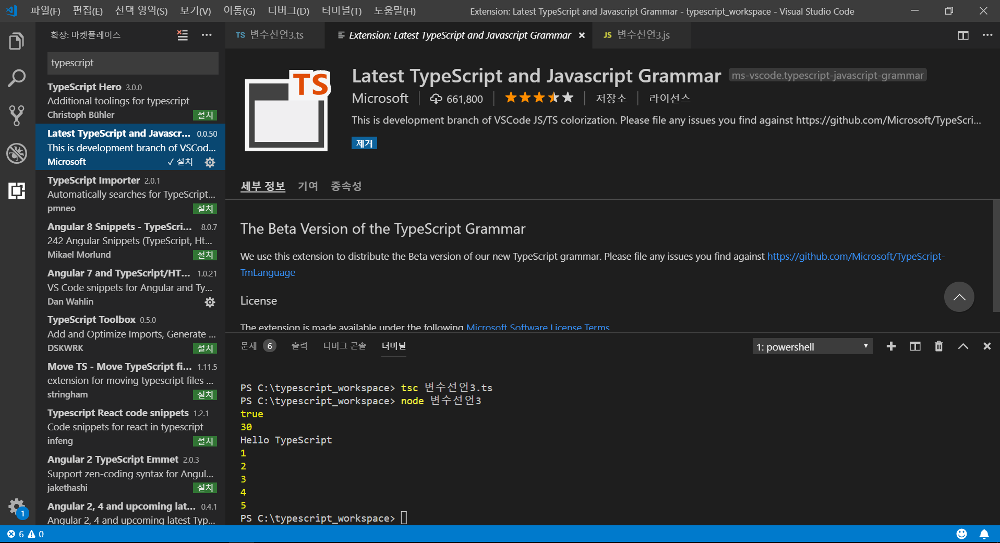 파일(F) 편집(E) 선택 영역(S) 보기(V) 이동(G) 디버그(D) 터미널(T) 도움말(H) Extension: Latest TypeScript and Javascript Grammar - typescript_workspace - Visual Studio Code
확장: 마켓플레이스
typescript
TypeScript Hero 3.0.0
Additional toolings for typescript
Christoph Bühler 설치
Latest TypeScript and Javascr... 0.0.50
This is development branch of VSCod...
Microsoft ✓ 설치
TypeScript Importer 2.0.1
Automatically searches for TypeScript...
pmneo 설치
Angular 8 Snippets - TypeScri... 8.0.7
242 Angular Snippets (TypeScript, Ht...
Mikael Morlund 설치
Angular 7 and TypeScript/HT... 1.0.21
VS Code snippets for Angular and Ty...
Dan Wahlin
TypeScript Toolbox 0.5.0
Add and Optimize Imports, Generate ...
DSKWRK 설치
Move TS - Move TypeScript fi... 1.11.5
extension for moving typescript files ...
stringham 설치
Typescript React code snippets 1.2.1
Code snippets for react in typescript
infeng 설치
Angular 2 TypeScript Emmet 2.0.3
Support zen-coding syntax for Angul...
jakethashi 설치
Angular 2, 4 and upcoming lat... 0.4.1
Angular 2, 4 and upcoming latest Typ...
1
TS 변수선언3.ts Extension: Latest TypeScript and Javascript Grammar JS 변수선언3.js
TS
Latest TypeScript and Javascript Grammar ms-vscode.typescript-javascript-grammar
Microsoft 661,800 저장소 라이선스
This is development branch of VSCode JS/TS colorization. Please file any issues you find against https://github.com/Microsoft/TypeScri...
제거
세부 정보 기여 종속성
The Beta Version of the TypeScript Grammar
We use this extension to distribute the Beta version of our new TypeScript grammar. Please file any issues you find against https://github.com/Microsoft/TypeScript-
TmLanguage
License
The extension is made available under the following Microsoft Software License Terms
문제 6 출력 디버그 콘솔 터미널 1: powershell
PS C:\typescript_workspace> tsc 변수선언3.ts
PS C:\typescript_workspace> node 변수선언3
true
30
Hello TypeScript
1
2
3
4
5
PS C:\typescript_workspace>
6 0